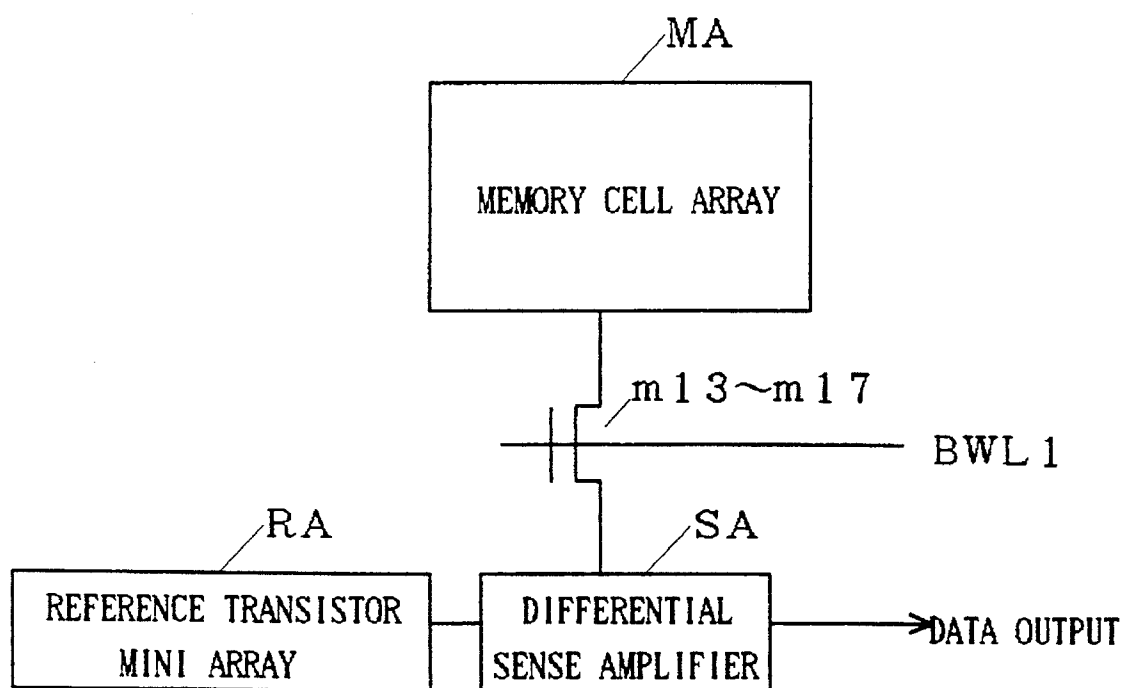 MA
MEMORY CELL ARRAY
m13~m17
BWL1
RA
SA
REFERENCE TRANSISTOR
MINI ARRAY
DIFFERENTIAL
SENSE AMPLIFIER
DATA OUTPUT